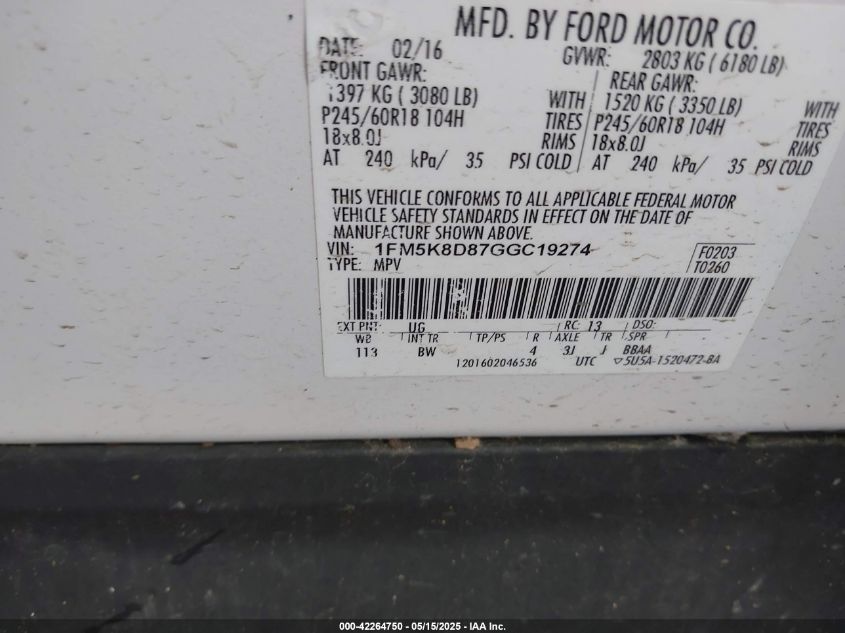 MFD. BY FORD MOTOR CO.
DATE: 02/16 GVWR: 2803 KG ( 6180 LB)
FRONT GAWR: REAR GAWR:
1397 KG ( 3080 LB) WITH 1520 KG ( 3350 LB) WITH
P245/60R18 104H TIRES P245/60R18 104H TIRES
18x8.0J RIMS 18x8.0J RIMS
AT 240 kPa/ 35 PSI COLD AT 240 kPa/ 35 PSI COLD
THIS VEHICLE CONFORMS TO ALL APPLICABLE FEDERAL MOTOR
VEHICLE SAFETY STANDARDS IN EFFECT ON THE DATE OF
MANUFACTURE SHOWN ABOVE.
VIN: 1FM5K8D87GGC19274 F0203
TYPE: MPV T0260
EXT PNT: UG RC: 13 DSO:
WB INT TR TP/PS R AXLE TR SPR
113 BW 4 3J J BBAA
1201602046536 UTC ▽5U5A-1520472-BA
000-42264750 - 05/15/2025 - IAA Inc.